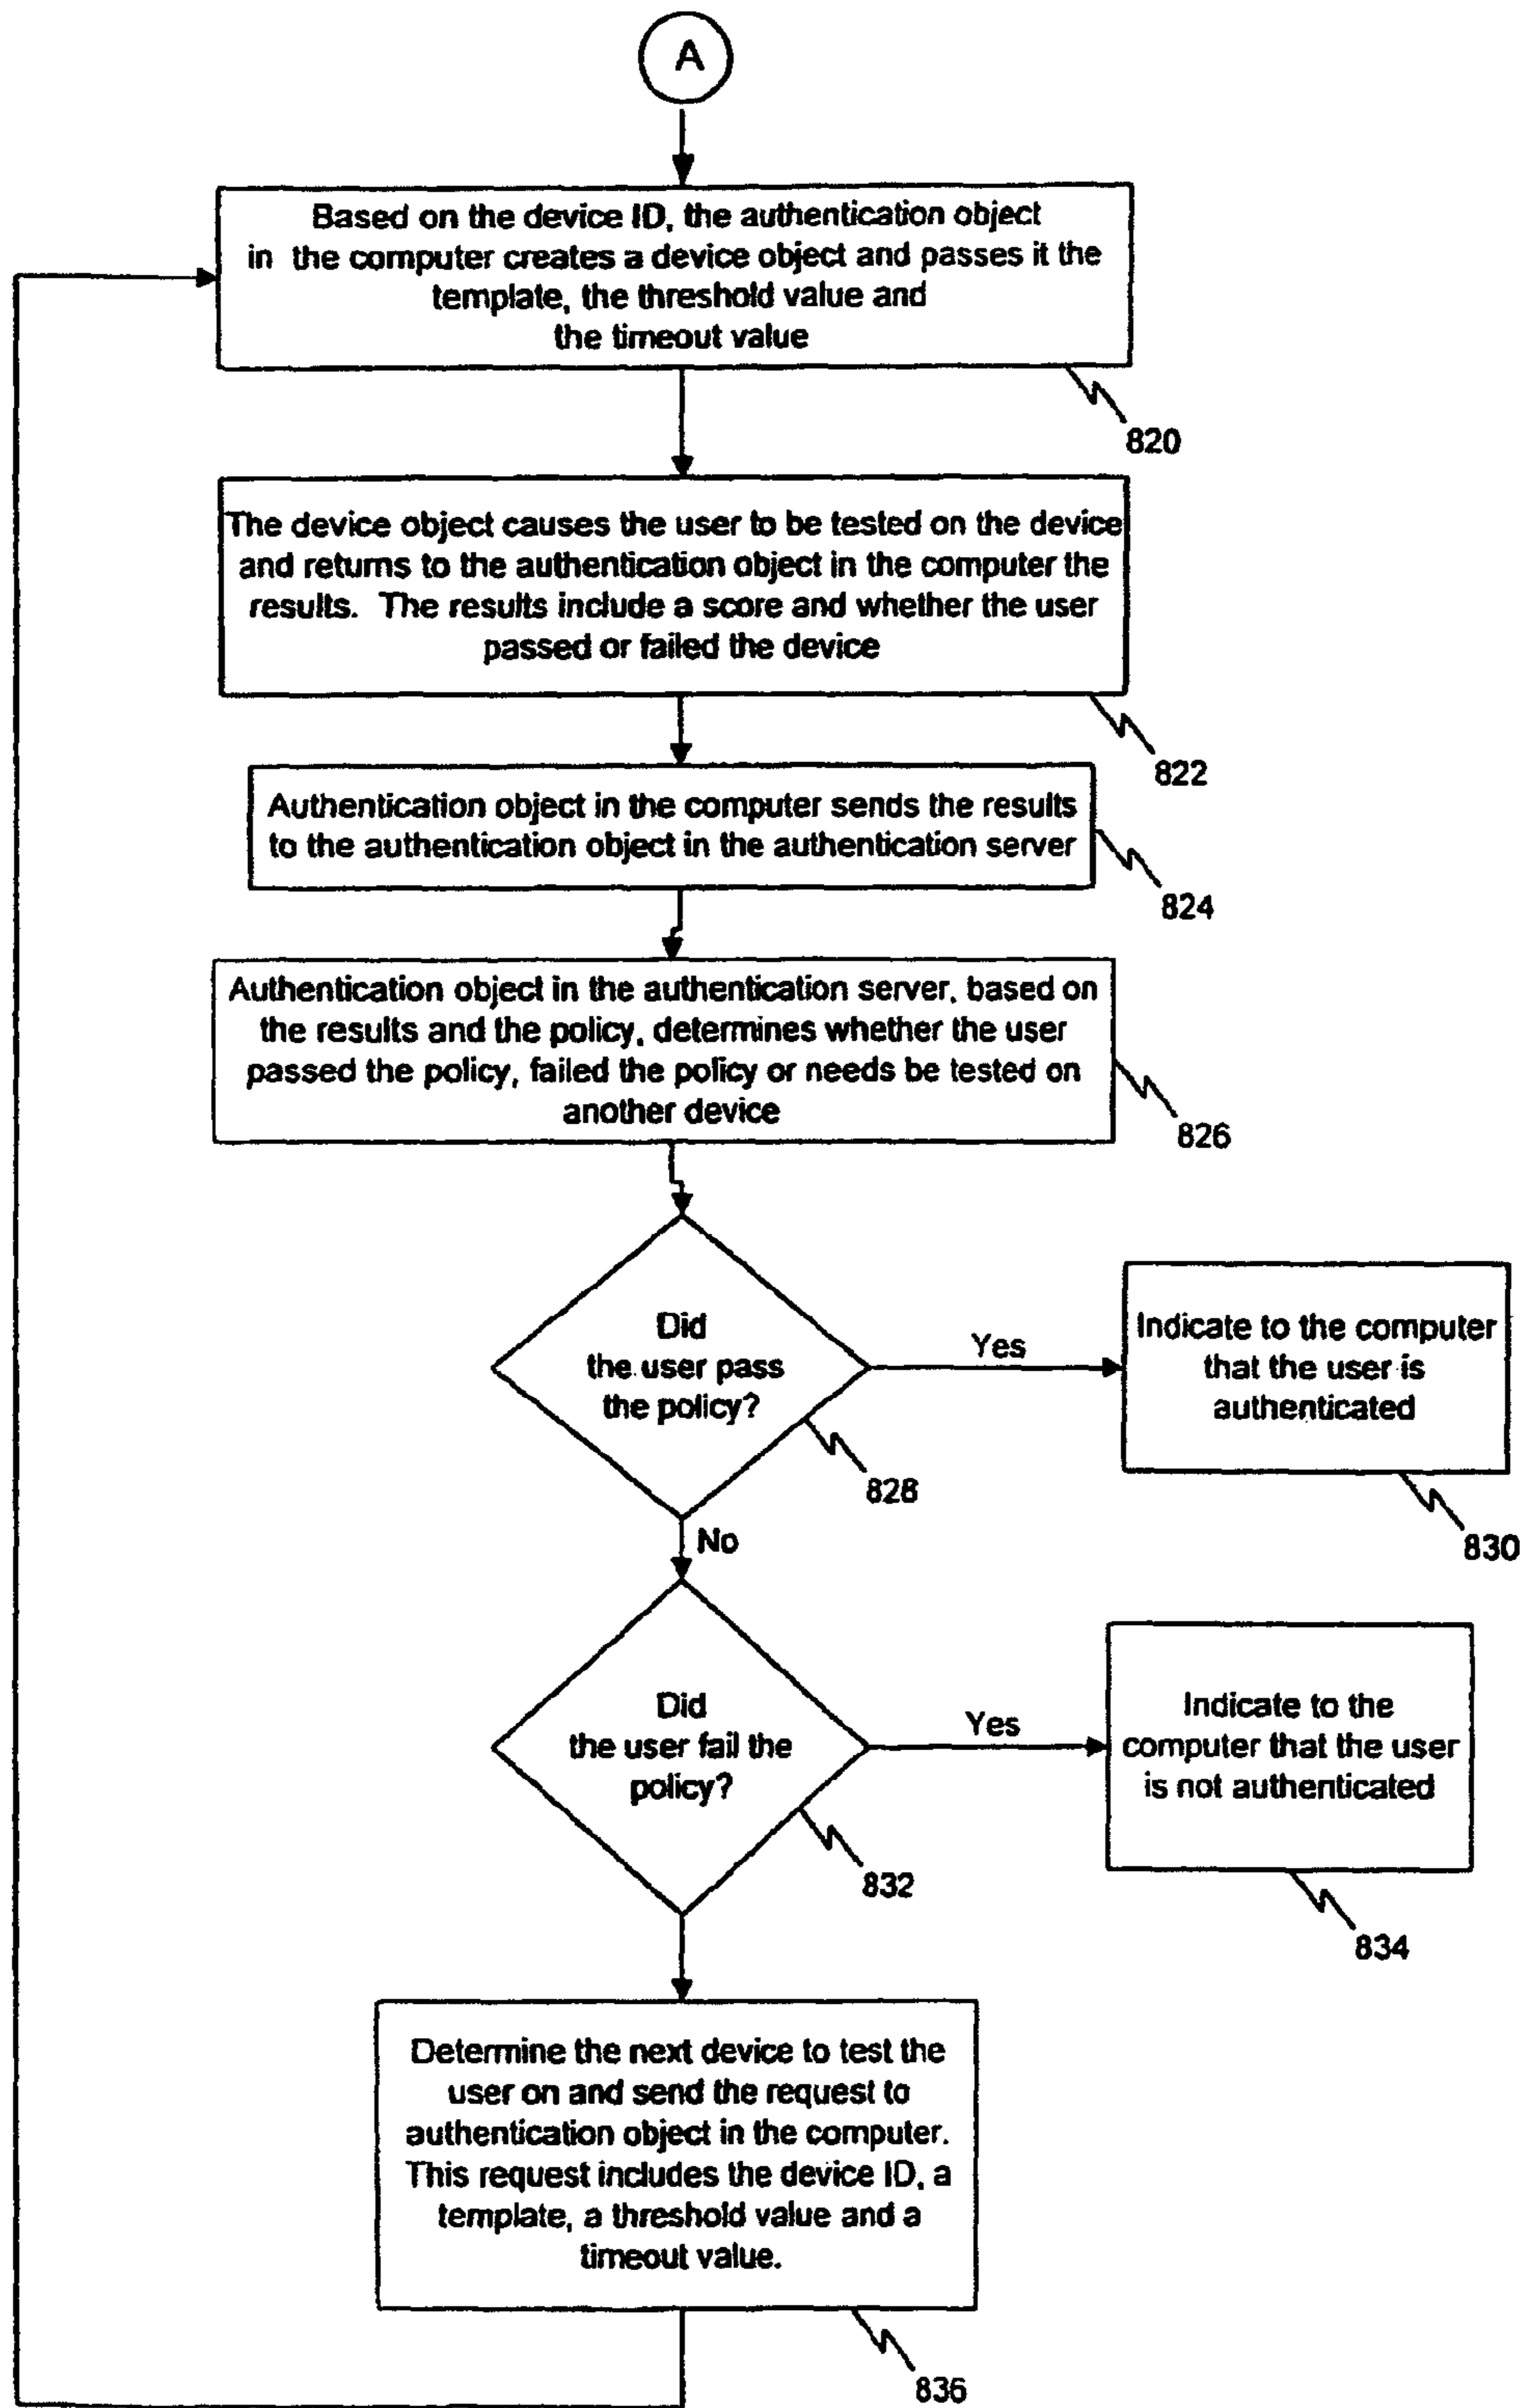 A
Based on the device ID, the authentication object
in the computer creates a device object and passes it the
template, the threshold value and
the timeout value
820
The device object causes the user to be tested on the device
and returns to the authentication object in the computer the
results. The results include a score and whether the user
passed or failed the device
822
Authentication object in the computer sends the results
to the authentication object in the authentication server
824
Authentication object in the authentication server, based on
the results and the policy, determines whether the user
passed the policy, failed the policy or needs be tested on
another device
826
Did
the user pass
the policy?
828
Yes
Indicate to the computer
that the user is
authenticated
830
No
Did
the user fail the
policy?
832
Yes
Indicate to the
computer that the user
is not authenticated
834
Determine the next device to test the
user on and send the request to
authentication object in the computer.
This request includes the device ID, a
template, a threshold value and a
timeout value.
836